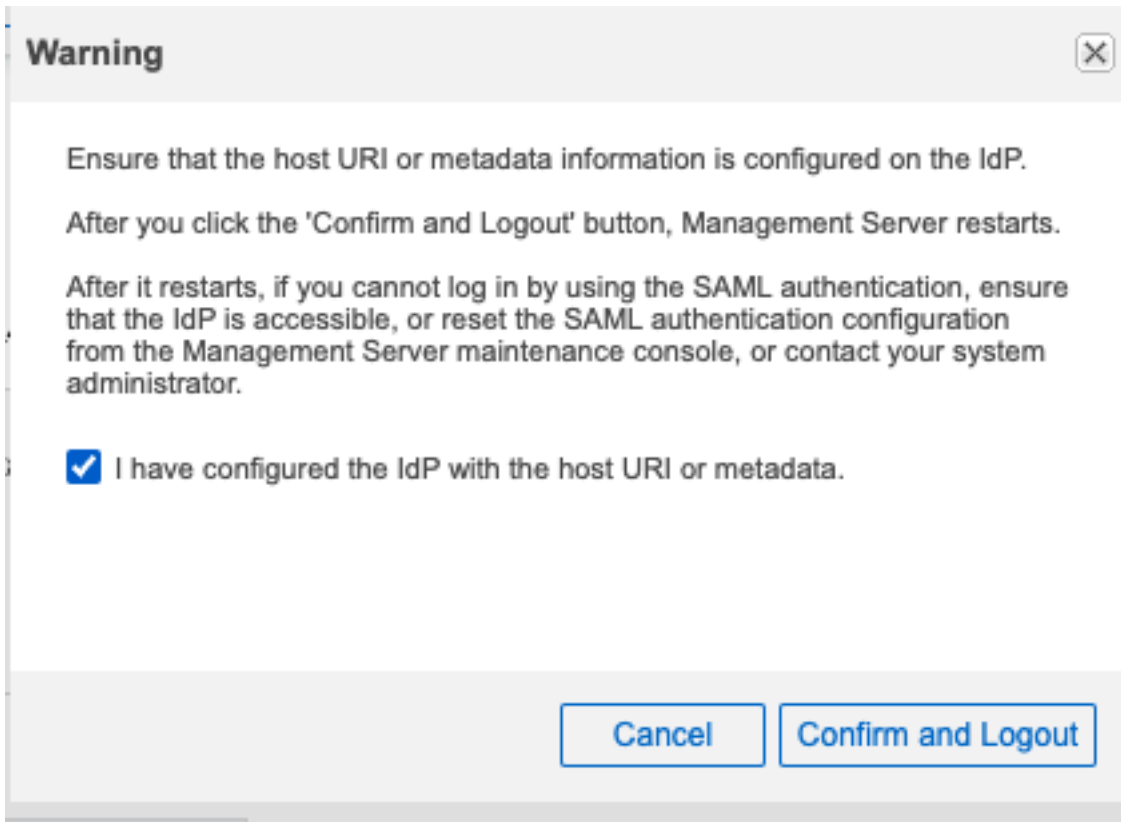 Warning
Ensure that the host URI or metadata information is configured on the IdP.
After you click the 'Confirm and Logout' button, Management Server restarts.
After it restarts, if you cannot log in by using the SAML authentication, ensure
that the IdP is accessible, or reset the SAML authentication configuration
from the Management Server maintenance console, or contact your system
administrator.
I have configured the IdP with the host URI or metadata.
Cancel
Confirm and Logout